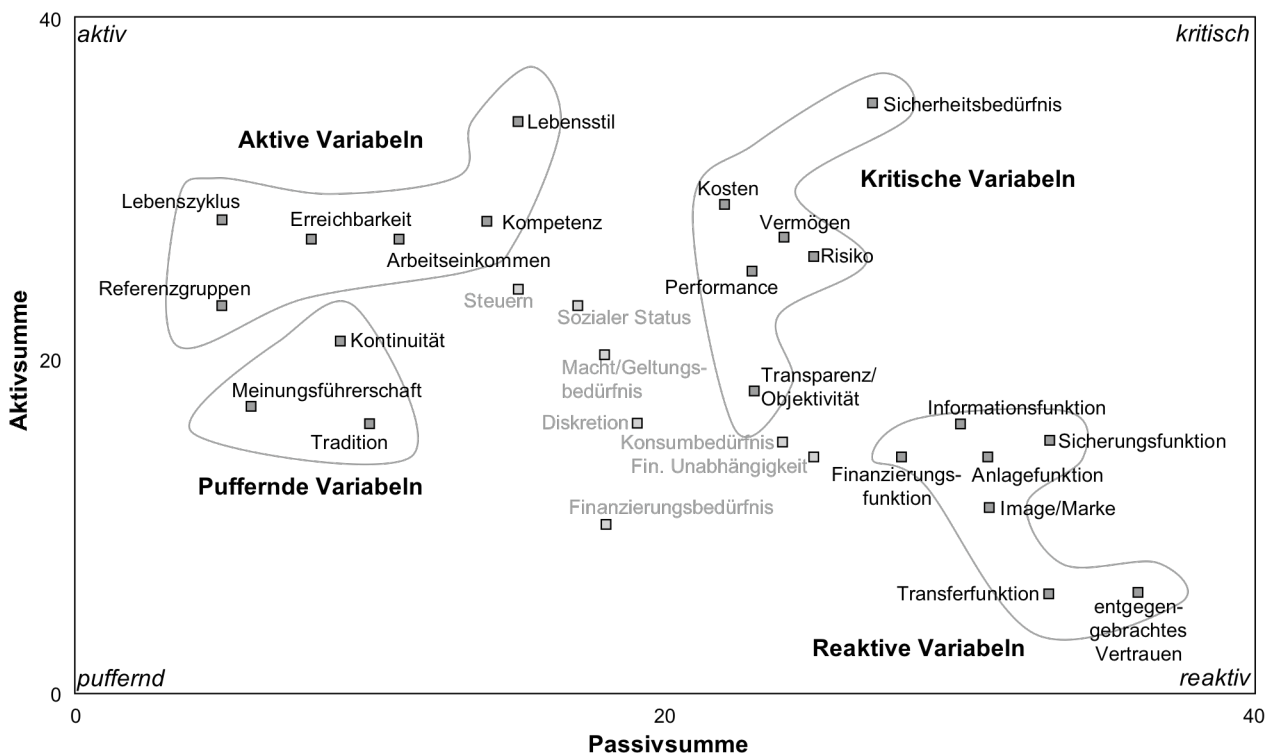 40
aktiv
kritisch
Sicherheitsbedürfnis
Lebensstil
Aktive Variabeln
Kritische Variabeln
Kosten
Lebenszyklus
Erreichbarkeit
Kompetenz
Vermögen
Arbeitseinkommen
Risiko
Referenzgruppen
Performance
Steuern
Sozialer Status
Kontinuität
Aktivsumme
20
Macht/Geltungs-
bedürfnis
Transparenz/
Objektivität
Meinungsführerschaft
Informationsfunktion
Diskretion
Tradition
Konsumbedürfnis
Sicherungsfunktion
Fin. Unabhängigkeit
Finanzierungs-
funktion
Anlagefunktion
Puffernde Variabeln
Finanzierungsbedürfnis
Image/Marke
Transferfunktion
entgegen-
gebrachtes
Vertrauen
Reaktive Variabeln
puffernd
reaktiv
0
0
20
40
Passivsumme